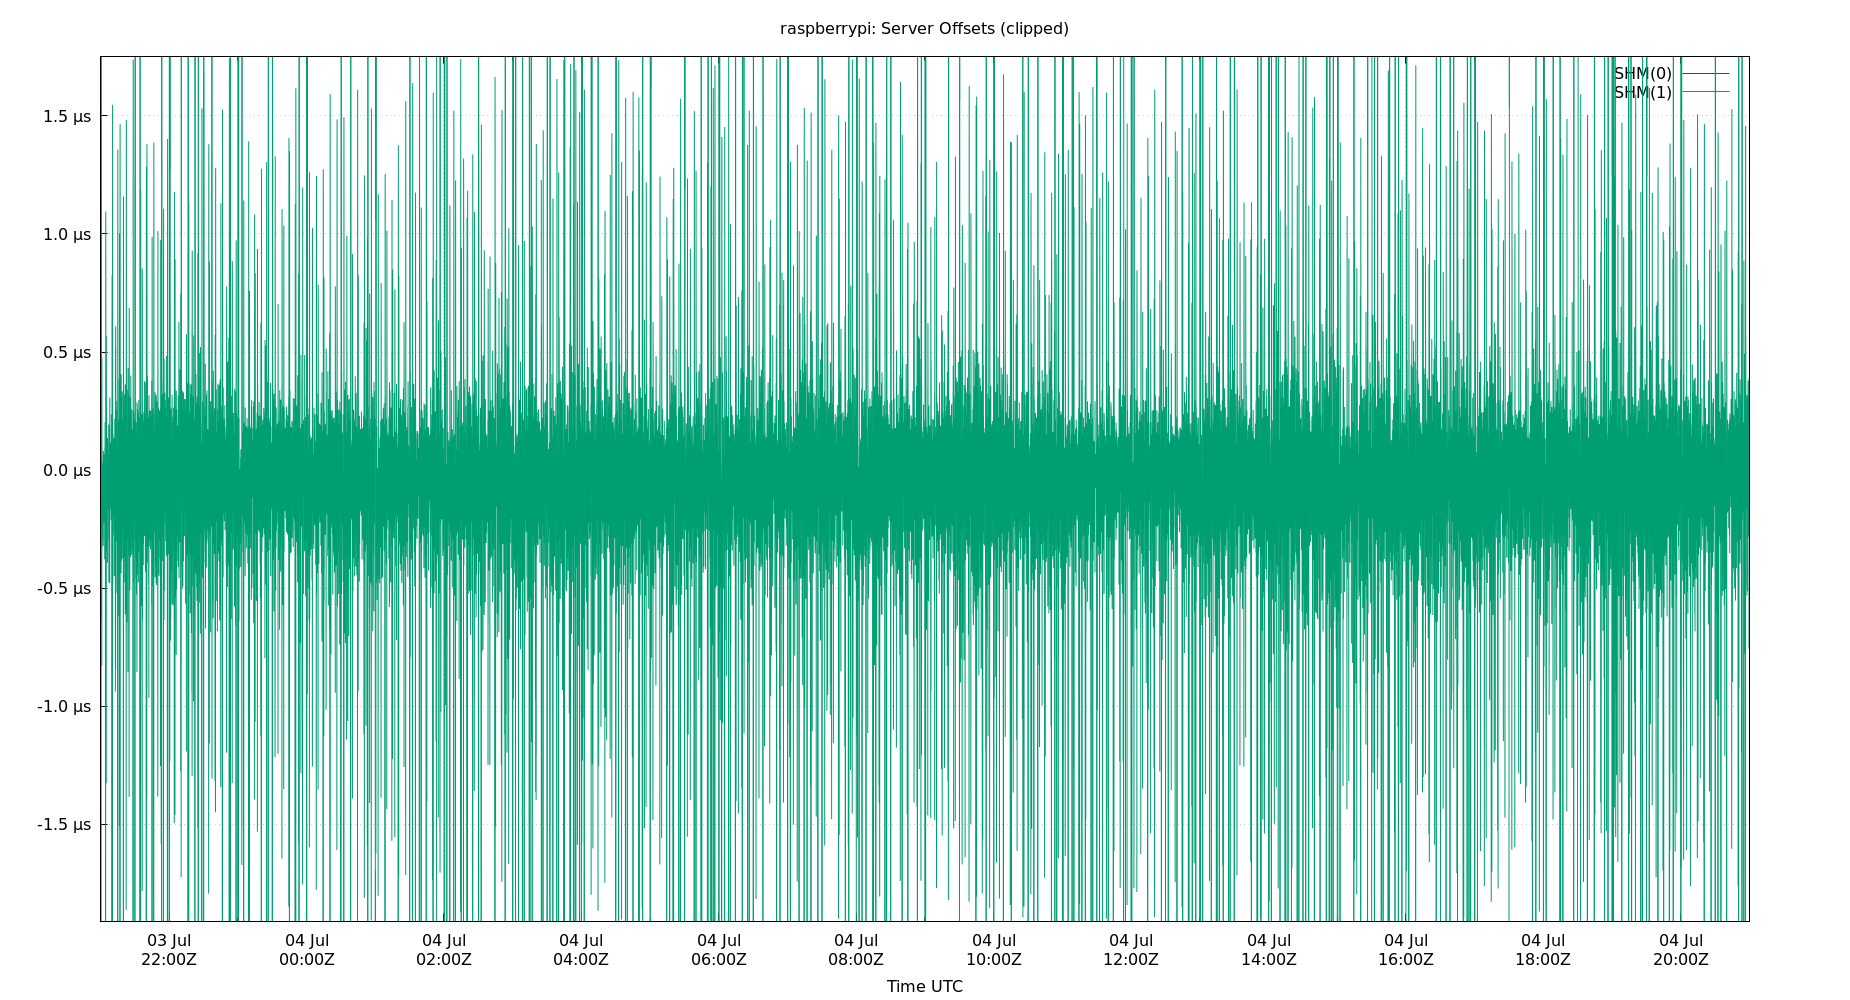 raspberrypi: Server Offsets (clipped)
SHM(0)
SHM(1)
1.5 µs
1.0 µs
0.5 µs
0.0 µs
-0.5 µs
-1.0 µs
-1.5 µs
03 Jul 04 Jul 04 Jul 04 Jul 04 Jul 04 Jul 04 Jul 04 Jul 04 Jul 04 Jul 04 Jul 04 Jul
22:00Z 00:00Z 02:00Z 04:00Z 06:00Z 08:00Z 10:00Z 12:00Z 14:00Z 16:00Z 18:00Z 20:00Z
Time UTC